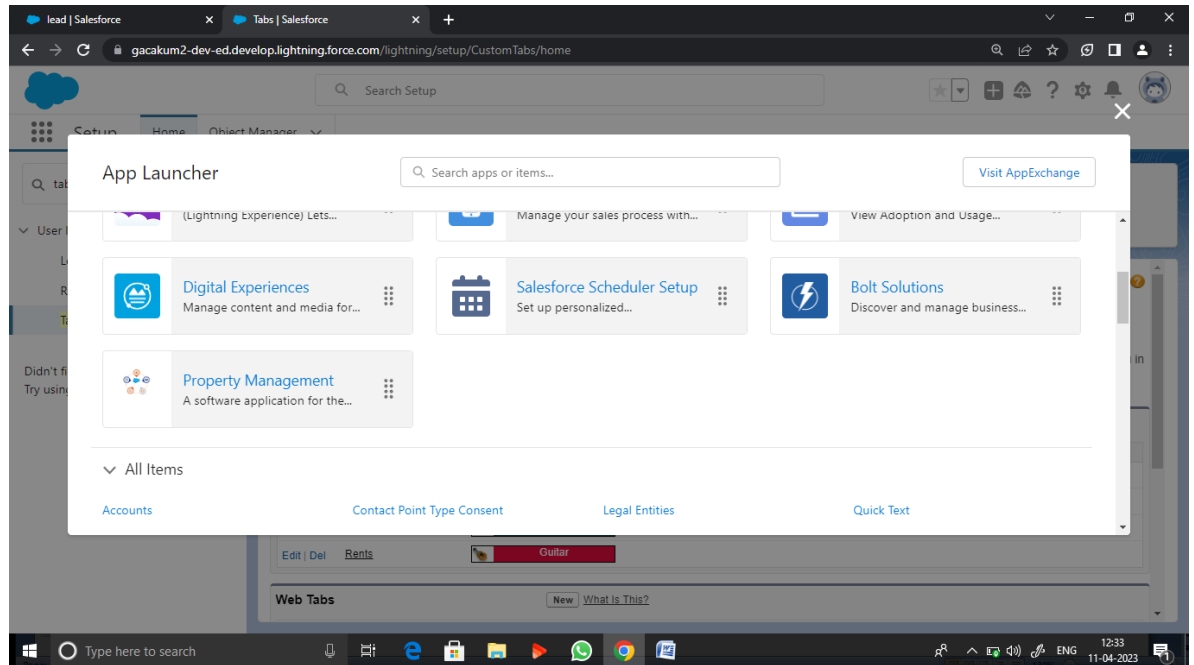 lead | Salesforce
Tabs | Salesforce
gacakum2-dev-ed.develop.lightning.force.com/lightning/setup/CustomTabs/home
Search Setup
Setup Home Object Manager
App Launcher
Search apps or items...
Visit AppExchange
(Lightning Experience) Lets...
Manage your sales process with...
View Adoption and Usage...
Digital Experiences
Manage content and media for...
Salesforce Scheduler Setup
Set up personalized...
Bolt Solutions
Discover and manage business...
Property Management
A software application for the...
Didn't fi
Try using
in
All Items
Accounts
Contact Point Type Consent
Legal Entities
Quick Text
Edit | Del Rents Guitar
Web Tabs New What Is This?
Type here to search
ENG
12:33
11-04-2023
1